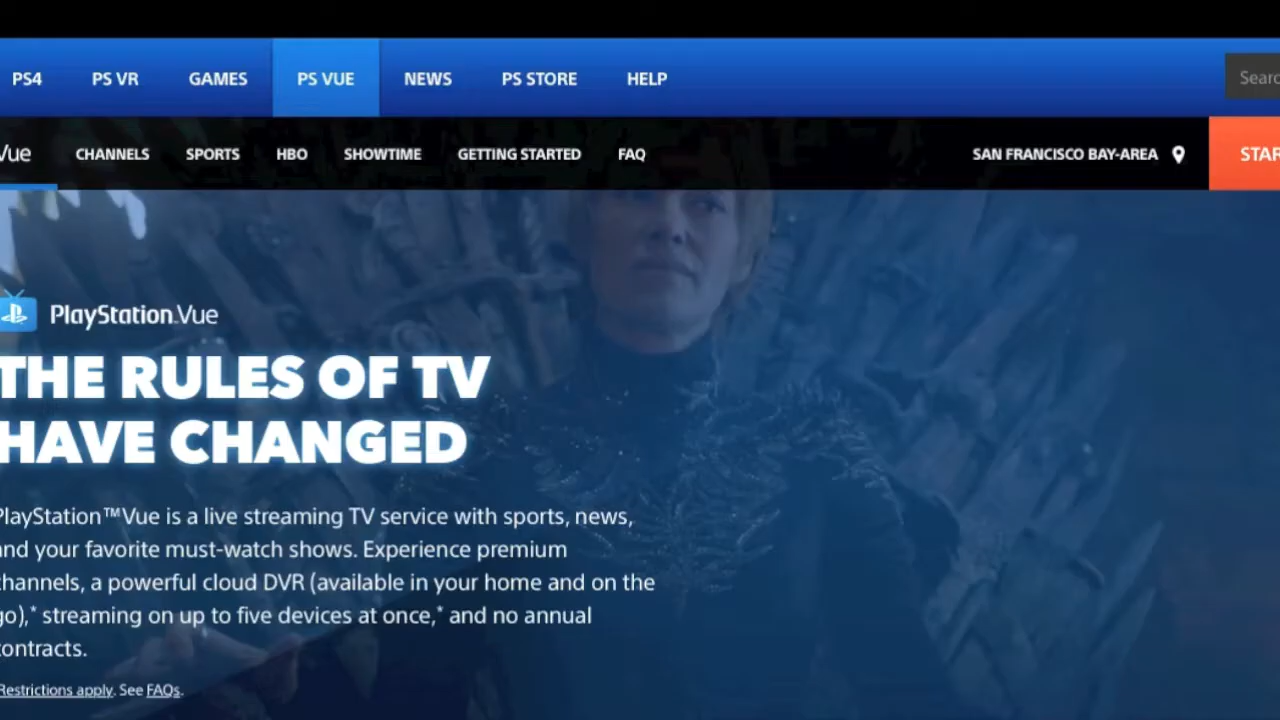 PS4 PS VR GAMES PS VUE NEWS PS STORE HELP Searc
Vue CHANNELS SPORTS HBO SHOWTIME GETTING STARTED FAQ SAN FRANCISCO BAY-AREA STAR
PlayStation™Vue
THE RULES OF TV
HAVE CHANGED
PlayStation™Vue is a live streaming TV service with sports, news,
and your favorite must-watch shows. Experience premium
channels, a powerful cloud DVR (available in your home and on the
go),* streaming on up to five devices at once,* and no annual
contracts.
Restrictions apply. See FAQs.